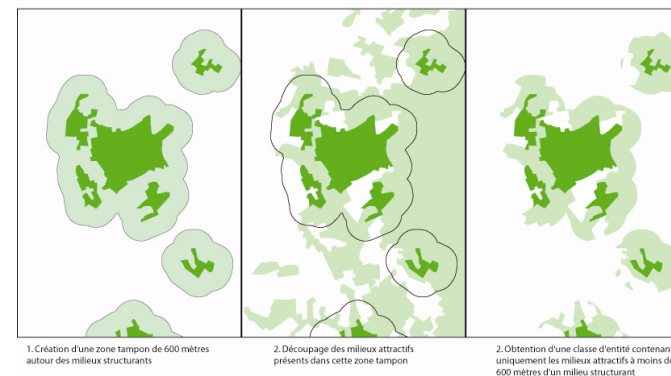 1. Création d'une zone tampon de 600 mètres
autour des milieux structurants
2. Découpage des milieux attractifs
présents dans cette zone tampon
2. Obtention d'une classe d'entité contenant
uniquement les milieux attractifs à moins de
600 mètres d'un milieu structurant